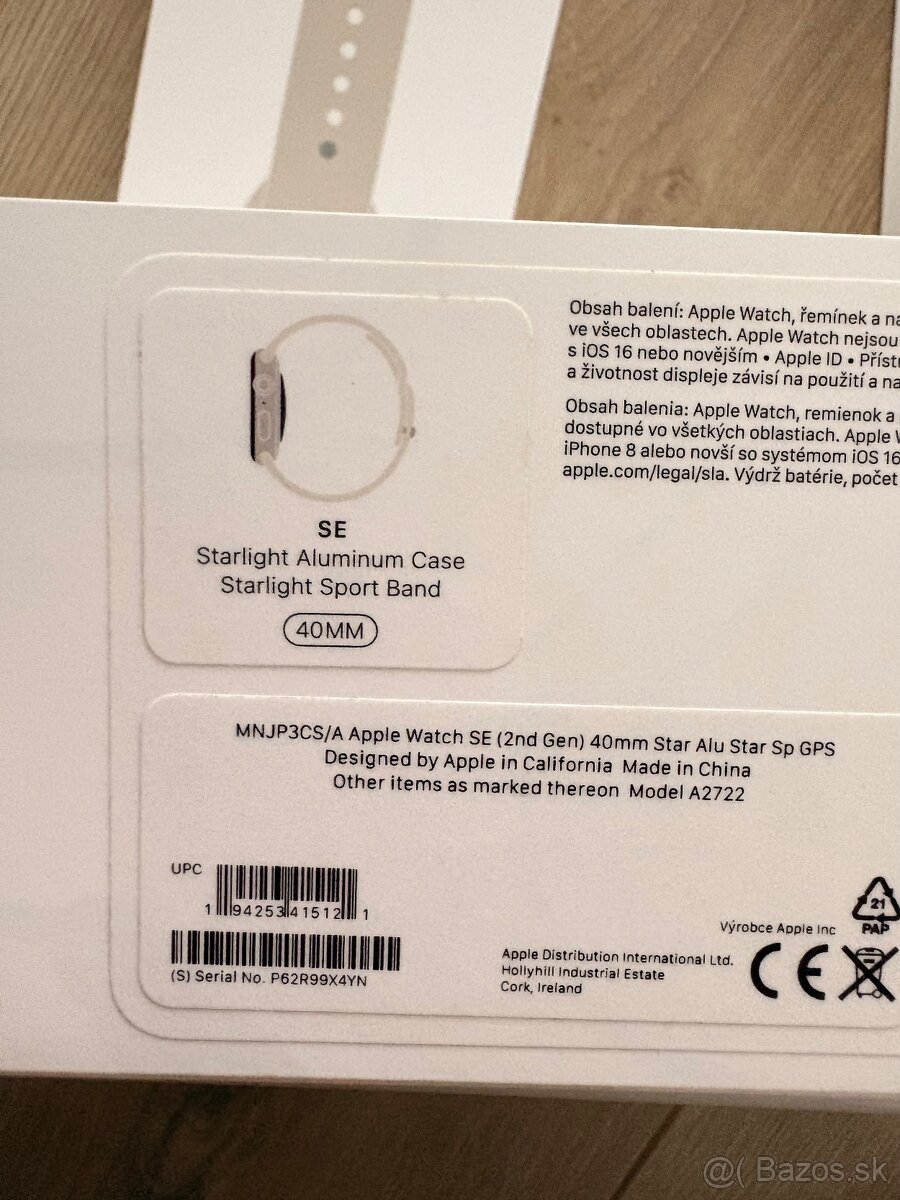 SE
Starlight Aluminum Case
Starlight Sport Band
40MM
Obsah balení: Apple Watch, řemínek a
ve všech oblastech. Apple Watch nejsou
s iOS 16 nebo novějším • Apple ID •
a životnost displeje závisí na použití a
Obsah balenia: Apple Watch, remienok a
dostupné vo všetkých oblastiach. Apple
iPhone 8 alebo novší so systémom iOS 16
apple.com/legal/sla. Výdrž batérie, počet
MNJP3CS/A Apple Watch SE (2nd Gen) 40mm Star Alu Star Sp GPS
Designed by Apple in California Made in China
Other items as marked thereon Model A2722
UPC
1 94253 41512 1
(S) Serial No. P62R99X4YN
Apple Distribution International Ltd.
Hollyhill Industrial Estate
Cork, Ireland
Výrobce Apple Inc
CE
21
PAP
@( Bazos.sk